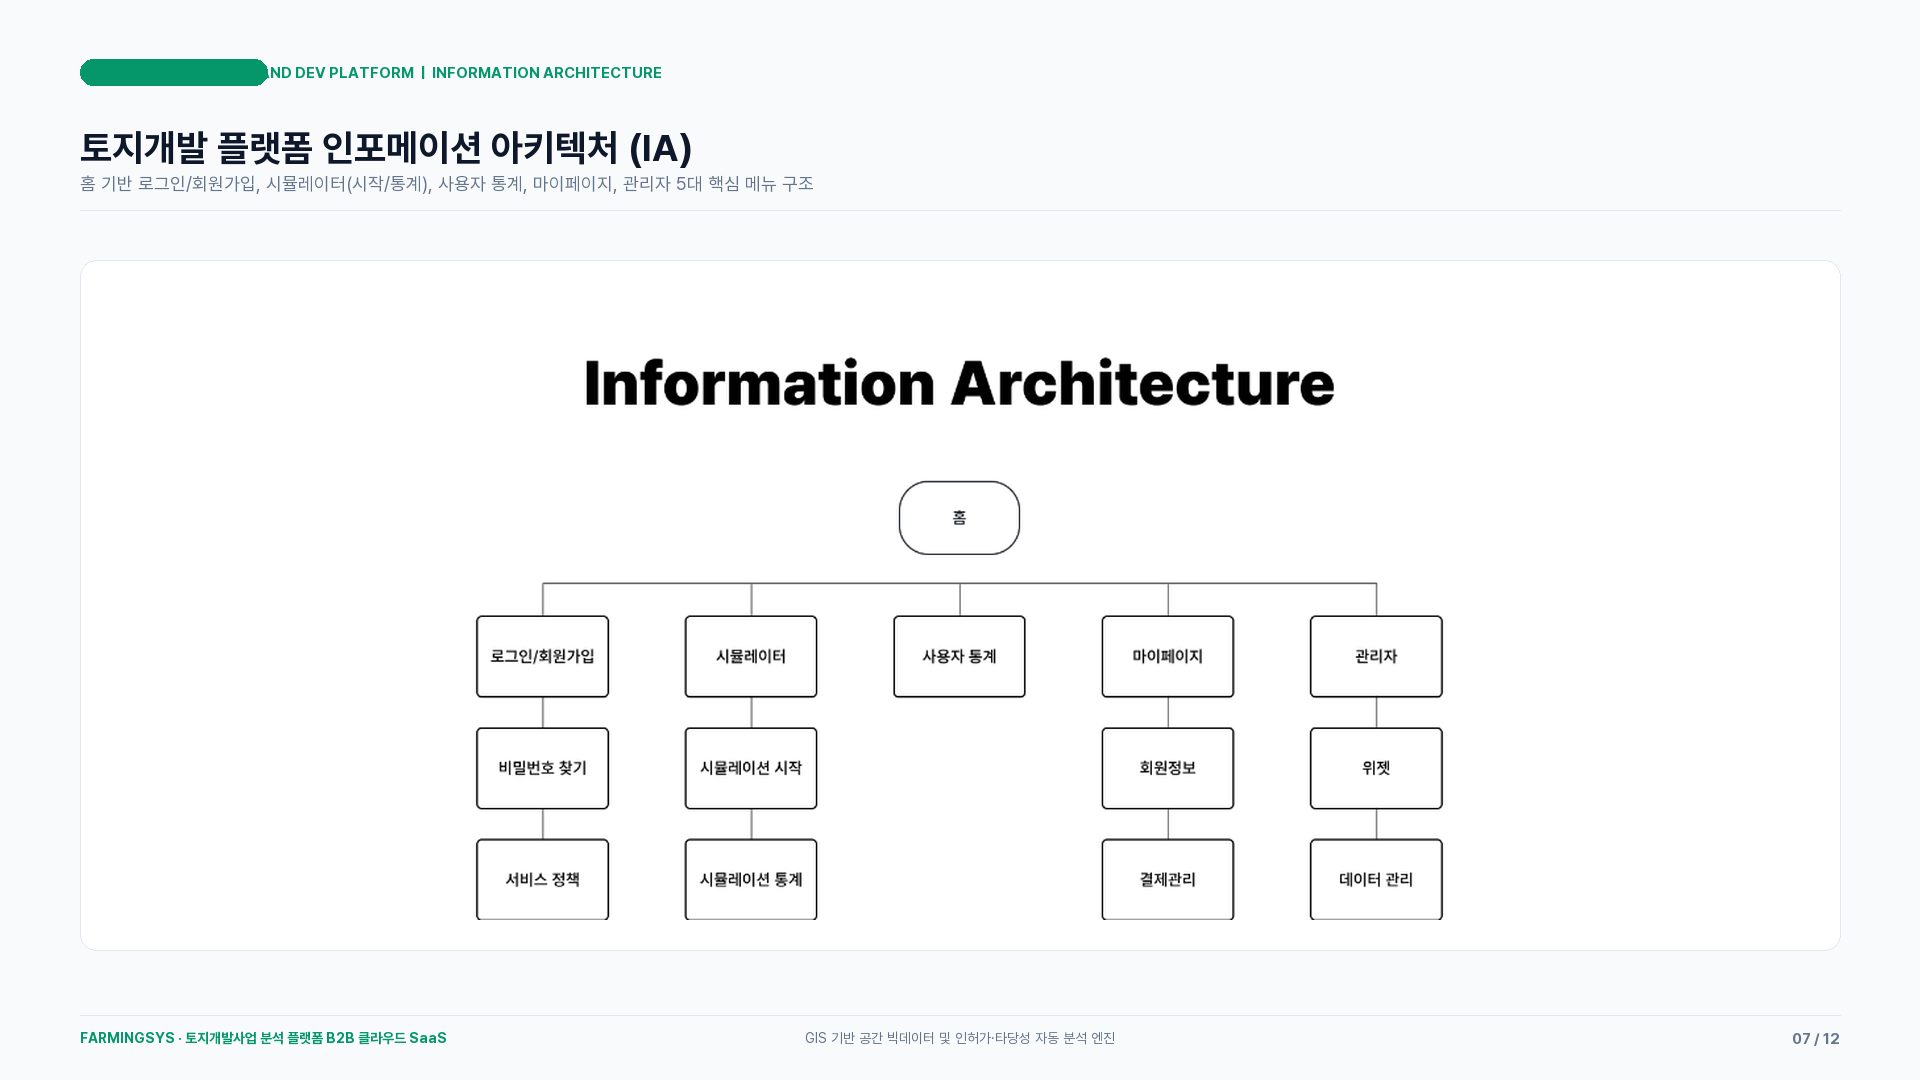 ND DEV PLATFORM | INFORMATION ARCHITECTURE
토지개발 플랫폼 인포메이션 아키텍처 (IA)
홈 기반 로그인/회원가입, 시뮬레이터(시작/통계), 사용자 통계, 마이페이지, 관리자 5대 핵심 메뉴 구조
Information Architecture
홈
로그인/회원가입
시뮬레이터
사용자 통계
마이페이지
관리자
비밀번호 찾기
시뮬레이션 시작
회원정보
위젯
서비스 정책
시뮬레이션 통계
결제관리
데이터 관리
FARMINGSYS · 토지개발사업 분석 플랫폼 B2B 클라우드 SaaS
GIS 기반 공간 빅데이터 및 인허가·타당성 자동 분석 엔진
07 / 12